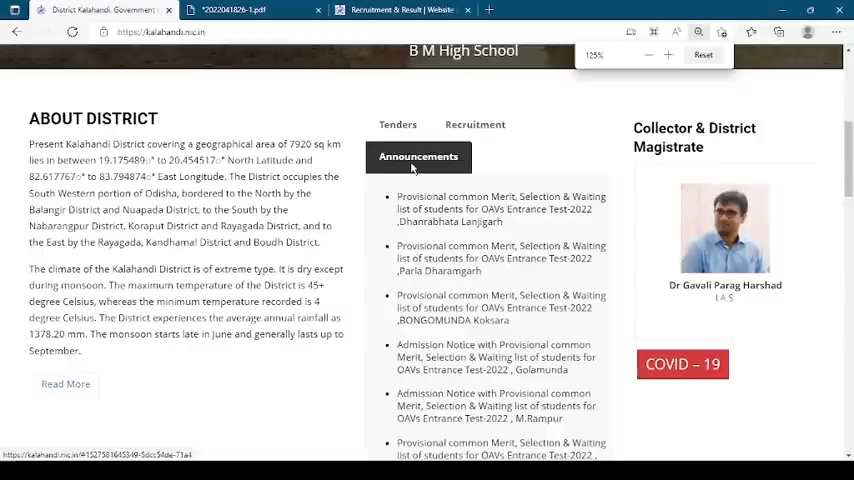 District Kalahandi, Government
*2022041826-1.pdf
Recruitment & Result | Website
https://kalahandi.nic.in
B M High School
125%
Reset
ABOUT DISTRICT
Present Kalahandi District covering a geographical area of 7920 sq km
lies in between 19.175489○° to 20.454517○° North Latitude and
82.617767○° to 83.794874○° East Longitude. The District occupies the
South Western portion of Odisha, bordered to the North by the
Balangir District and Nuapada District, to the South by the
Nabarangpur District, Koraput and Rayagada District, and to
the East by the Rayagada, Kandhamal District and Boudh District.
The climate of the Kalahandi District is of extreme type. It is dry except
during monsoon. The maximum temperature of the District is 45+
degree Celsius, whereas the minimum temperature recorded is 4
degree Celsius. The District experiences the average annual rainfall as
1378.20 mm. The monsoon starts late in June and generally lasts up to
September.
Read More
Tenders
Recruitment
Announcements
Provisional common Merit, Selection & Waiting
list of students for OAVs Entrance Test-2022
,Dhanrabhata Lanjigarh
Provisional common Merit, Selection & Waiting
list of students for OAVs Entrance Test-2022
,Parla Dharamgarh
Provisional common Merit, Selection & Waiting
list of students for OAVs Entrance Test-2022
,BONGOMUNDA Koksara
Admission Notice with Provisional common
Merit, Selection & Waiting list of students for
OAVs Entrance Test-2022 , Golamunda
Admission Notice with Provisional common
Merit, Selection & Waiting list of students for
OAVs Entrance Test-2022 , M.Rampur
Provisional common Merit, Selection & Waiting
list of students for OAVs Entrance Test-2022 ,
Collector & District
Magistrate
Dr Gavali Parag Harshad
I.A.S
COVID – 19
https://kalahandi.nic.in/#1527581645349-5dcc54de-71a4